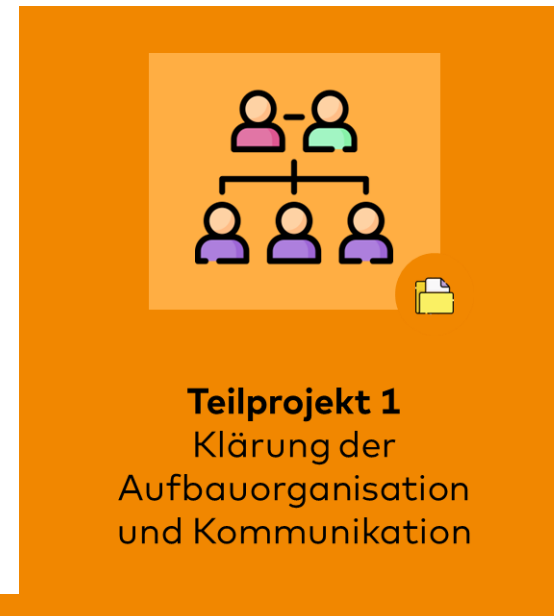 Teilprojekt 1
Klärung der
Aufbauorganisation
und Kommunikation